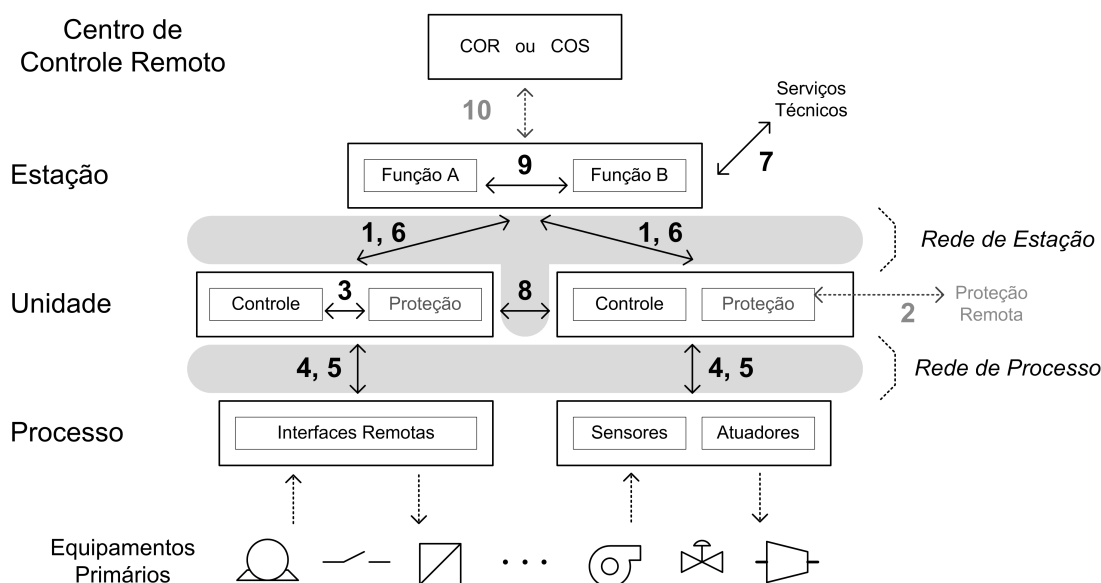 Centro de
Controle Remoto
COR ou COS
10
Serviços
Técnicos
7
Estação
Função A
9
Função B
1, 6
1, 6
Rede de Estação
Unidade
Controle
3
Proteção
8
Controle
Proteção
2
Proteção
Remota
4, 5
4, 5
Rede de Processo
Processo
Interfaces Remotas
Sensores
Atuadores
Equipamentos
Primários